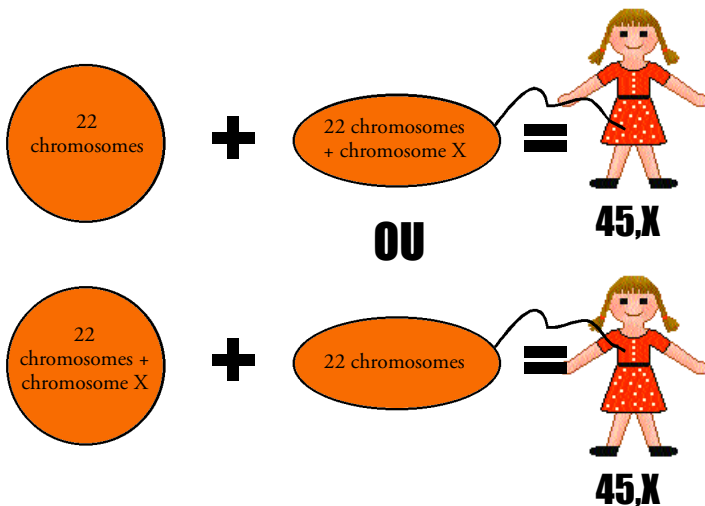 22
chromosomes
+
22 chromosomes
+ chromosome X
=
45,X
OU
22
chromosomes +
chromosome X
+
22 chromosomes
=
45,X